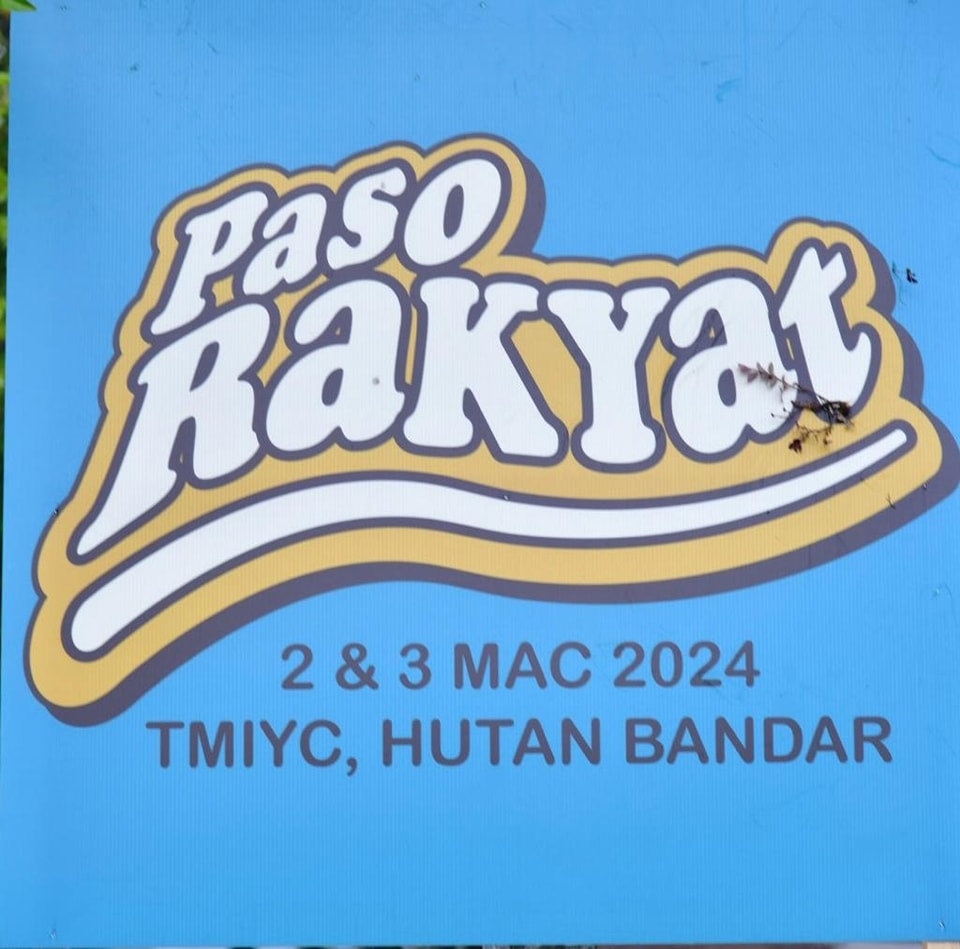 Paso
Rakyat
2 & 3 MAC 2024
TMIYC, HUTAN BANDAR